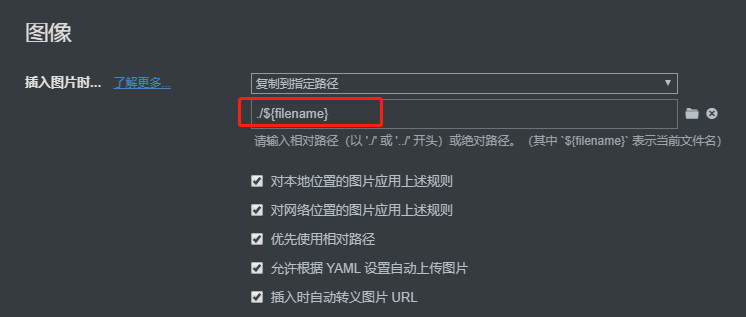 图像
插入图片时... 了解更多... 复制到指定路径
./${filename}
请输入相对路径（以 './' 或 '../' 开头）或绝对路径。（其中 `${filename}` 表示当前文件名）
对本地位置的图片应用上述规则
对网络位置的图片应用上述规则
优先使用相对路径
允许根据 YAML 设置自动上传图片
插入时自动转义图片 URL